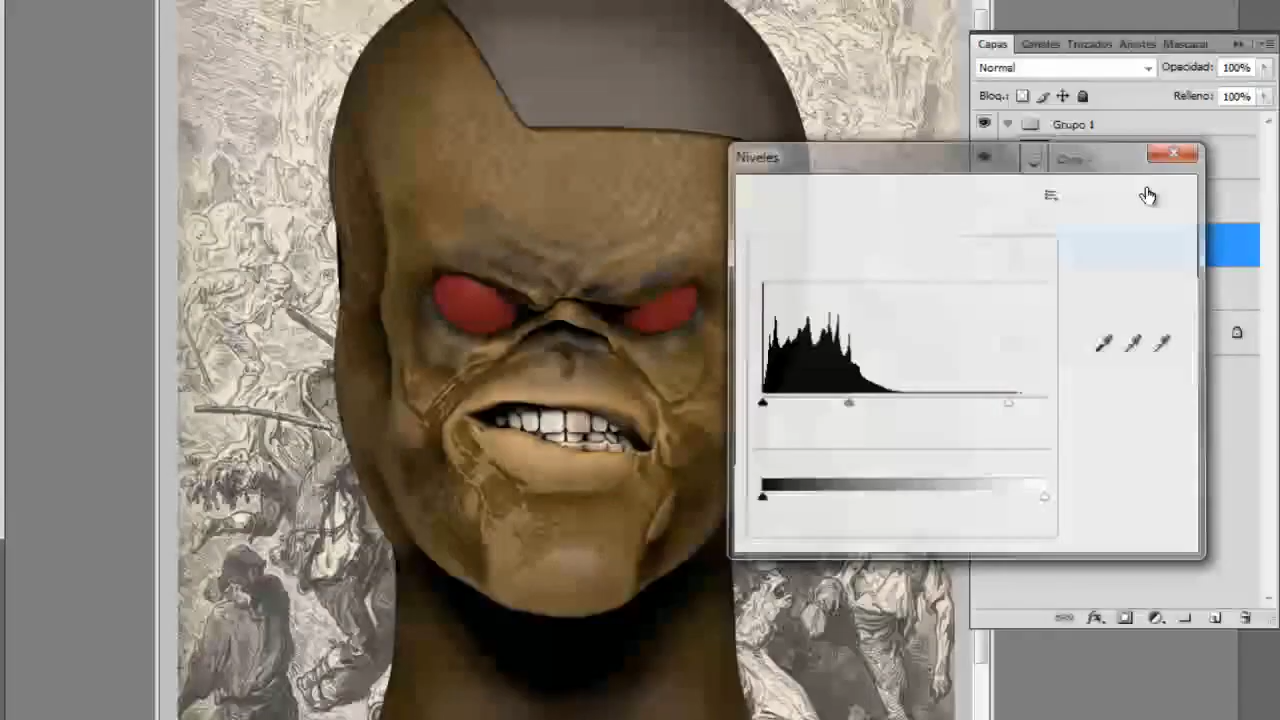 Capas Canales Trazados Ajustes Máscaras
Normal Opacidad: 100%
Bloq.: Relleno: 100%
Grupo 1
Niveles